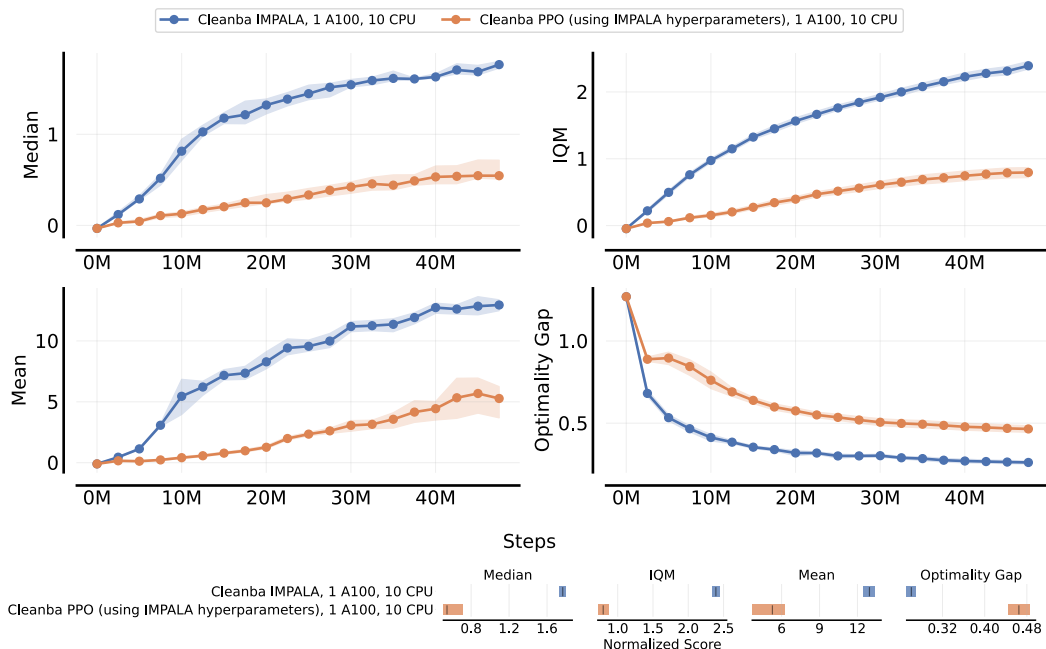 Cleanba IMPALA, 1 A100, 10 CPU Cleanba PPO (using IMPALA hyperparameters), 1 A100, 10 CPU
Median
1
0
0M 10M 20M 30M 40M
IQM
2
1
0
0M 10M 20M 30M 40M
Mean
10
5
0
0M 10M 20M 30M 40M
Optimality Gap
1.0
0.5
0M 10M 20M 30M 40M
Steps
Median IQM Mean Optimality Gap
Cleanba IMPALA, 1 A100, 10 CPU
Cleanba PPO (using IMPALA hyperparameters), 1 A100, 10 CPU
0.8 1.2 1.6 1.0 1.5 2.0 2.5 6 9 12 0.32 0.40 0.48
Normalized Score